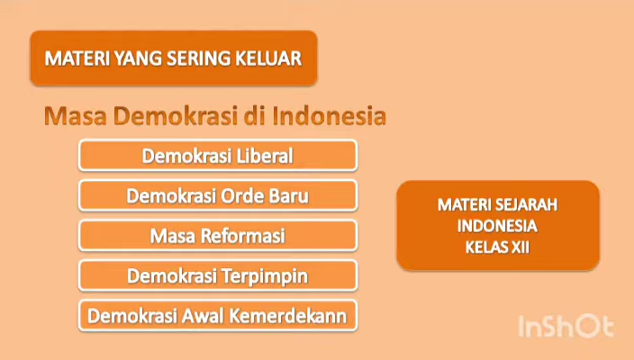 MATERI YANG SERING KELUAR
Masa Demokrasi di Indonesia
Demokrasi Liberal
Demokrasi Orde Baru
Masa Reformasi
Demokrasi Terpimpin
Demokrasi Awal Kemerdekann
MATERI SEJARAH
INDONESIA
KELAS XII
InShOt